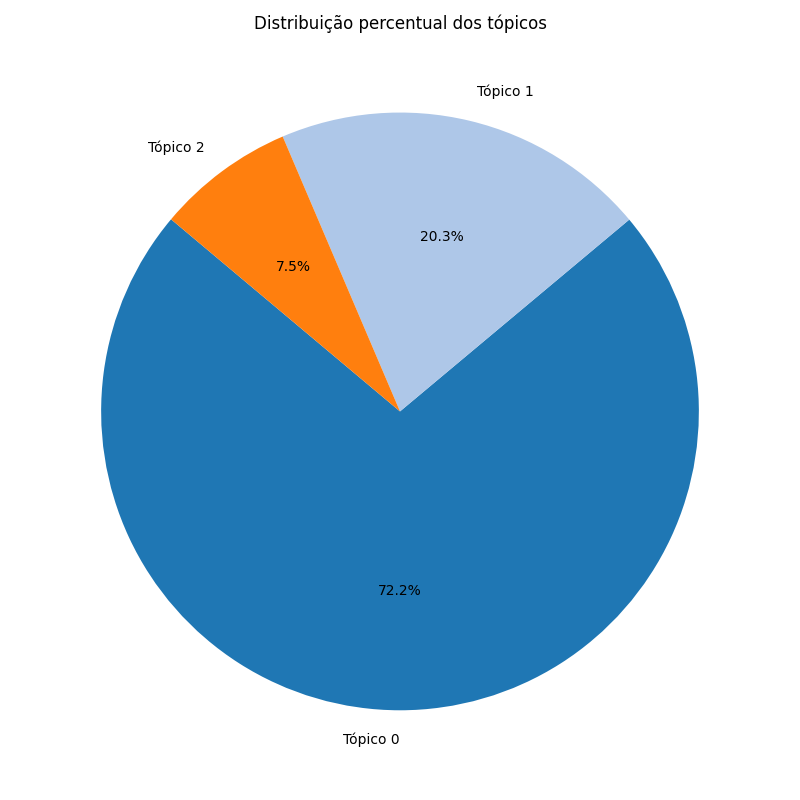 Distribuição percentual dos tópicos
Tópico 1
Tópico 2
20.3%
7.5%
72.2%
Tópico 0